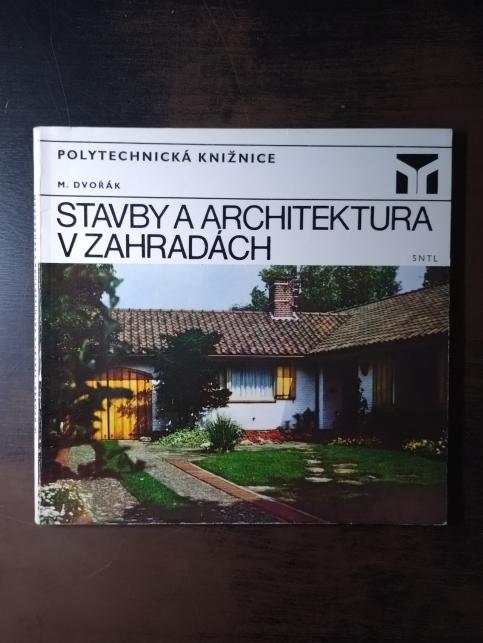 POLYTECHNICKÁ KNIŽNICE
M. DVOŘÁK
STAVBY A ARCHITEKTURA
V ZAHRADÁCH
SNTL